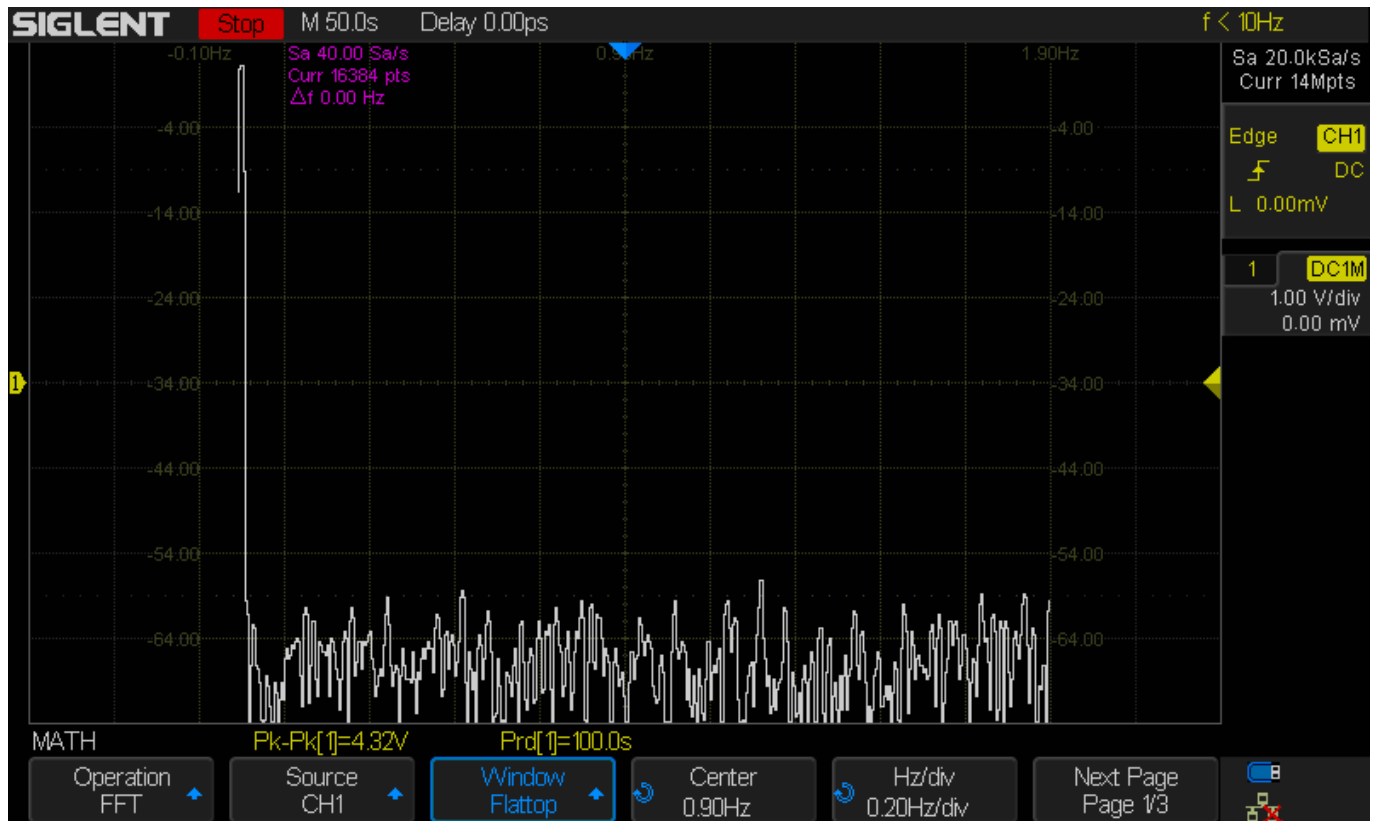 SIGLENT Stop M 50.0s Delay 0.00ps f < 10Hz
-0.10Hz 1.90Hz
Sa 40.00 Sa/s
Curr 16384 pts
△f 0.00 Hz
Sa 20.0kSa/s
Curr 14Mpts
-4.00 -4.00
Edge CH1
DC
L 0.00mV
-14.00 -14.00
1 DC1M
1.00 V/div
0.00 mV
-24.00 -24.00
1 -34.00 -34.00
-44.00 -44.00
-54.00 -54.00
-64.00 -64.00
MATH Pk-Pk[1]=4.32V Prd[1]=100.0s
Operation Source Window Center Hz/div Next Page
FFT CH1 Flattop 0.90Hz 0.20Hz/div Page 1/3